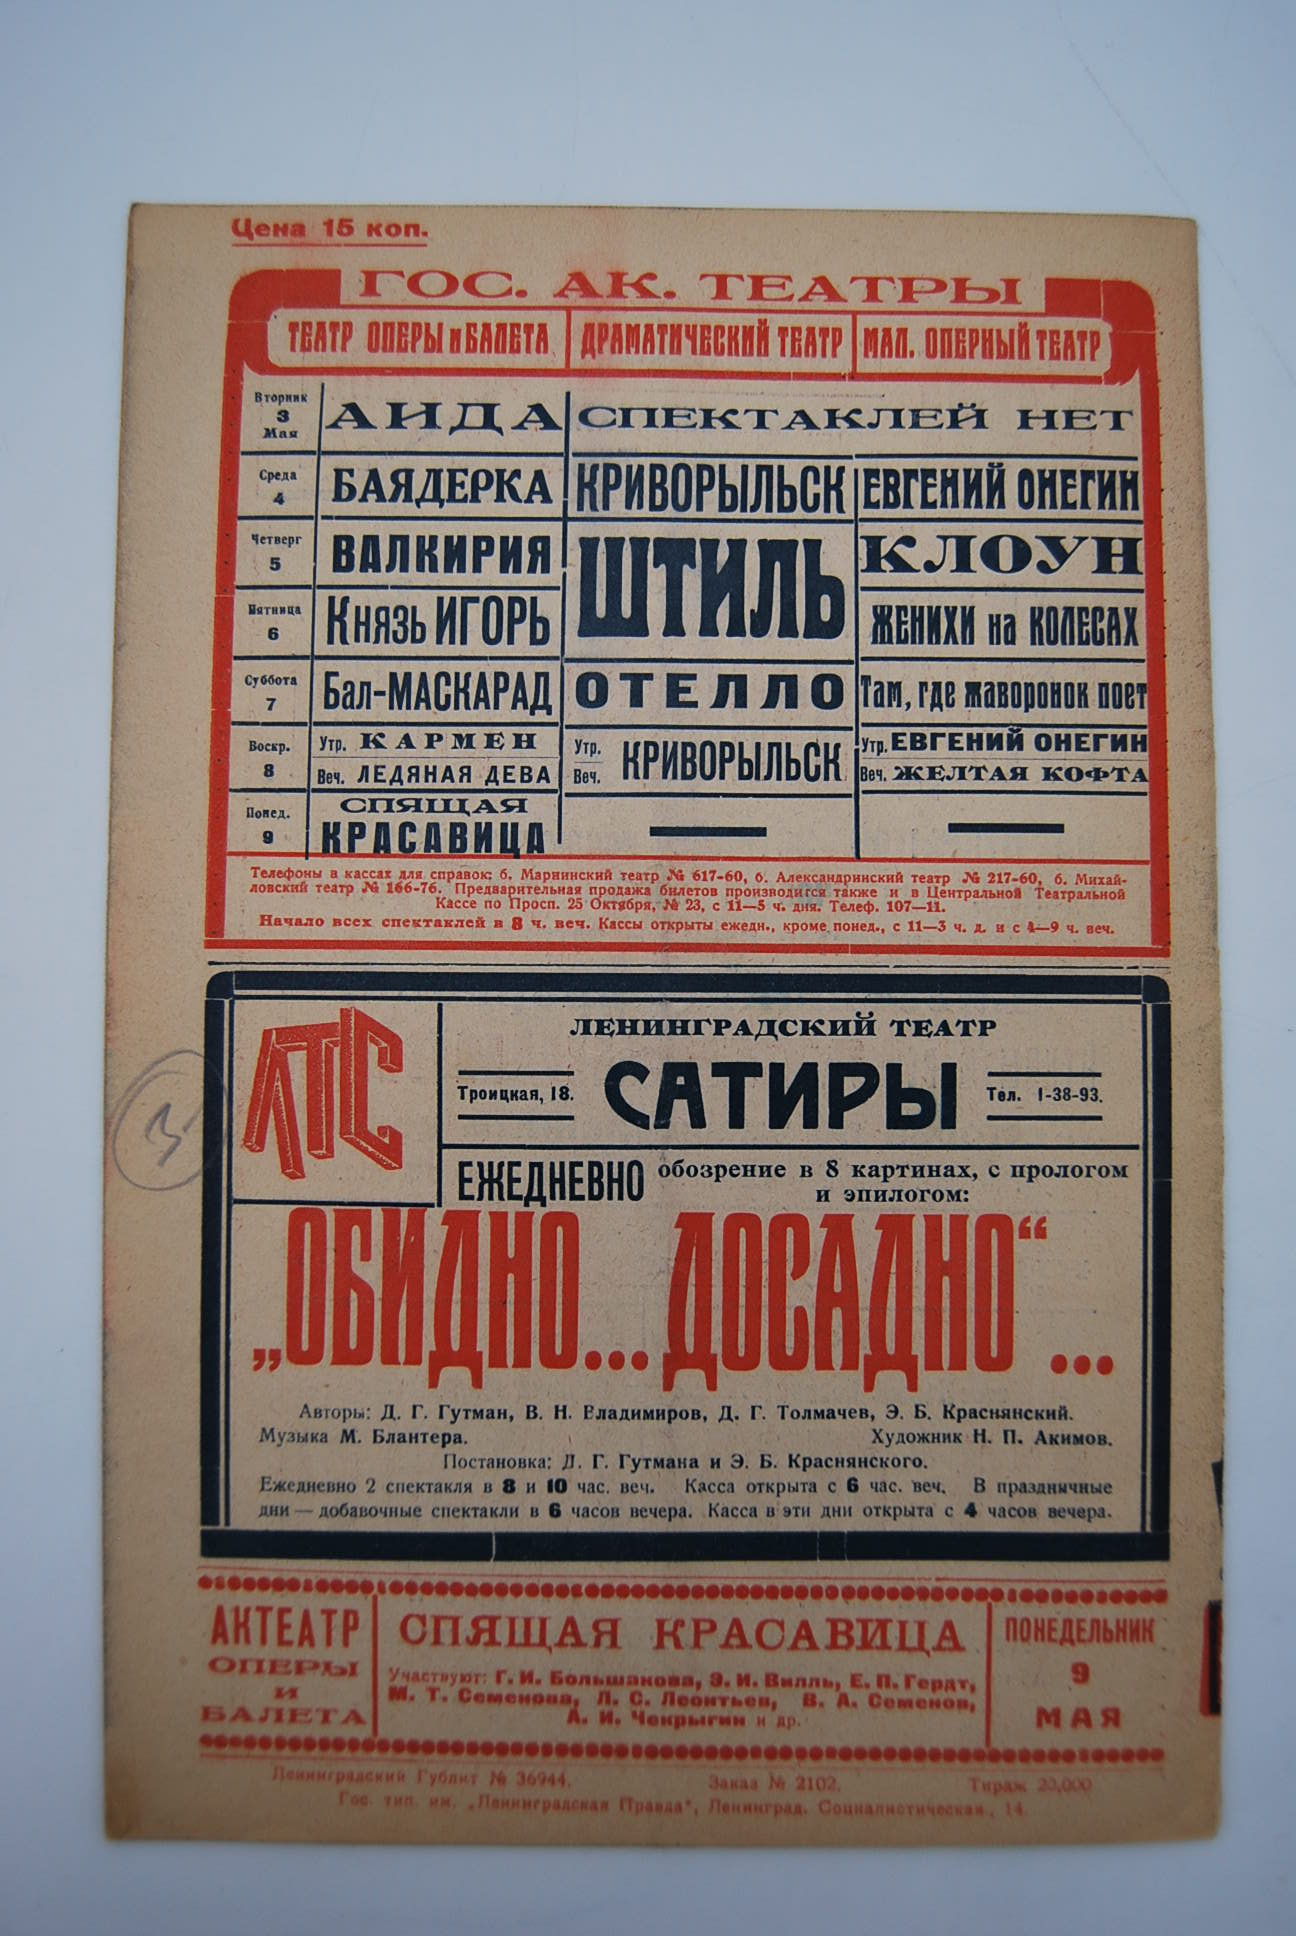 Цена 15 коп.
ГОС. АК. ТЕАТРЫ
ТЕАТР ОПЕРЫ и БАЛЕТА ДРАМАТИЧЕСКИЙ ТЕАТР МАЛ. ОПЕРНЫЙ ТЕАТР
Вторник
3
Мая
АИДА СПЕКТАКЛЕЙ НЕТ
Среда
4
БАЯДЕРКА КРИВОРЫЛЬСК ЕВГЕНИЙ ОНЕГИН
Четверг
5
ВАЛКИРИЯ ШТИЛЬ КЛОУН
Пятница
6
Князь ИГОРЬ ЖЕНИХИ на КОЛЕСАХ
Суббота
7
Бал-МАСКАРАД ОТЕЛЛО Там, где жаворонок поет
Воскр.
8
Утр. КАРМЕН Утр. Утр. ЕВГЕНИЙ ОНЕГИН
Веч. ЛЕДЯНАЯ ДЕВА Веч. КРИВОРЫЛЬСК Веч. ЖЕЛТАЯ КОФТА
Понед.
9
СПЯЩАЯ
КРАСАВИЦА
Телефоны в кассах для справок: б. Мариинский театр № 617-60, б. Александринский театр № 217-60, б. Михай-
ловский театр № 166-76. Предварительная продажа билетов производится также и в Центральной Театральной
Кассе по Просп. 25 Октября, № 23, с 11—5 ч. дня. Телеф. 107—11.
Начало всех спектаклей в 8 ч. веч. Кассы открыты ежедн., кроме понед., с 11—3 ч. д. и с 4—9 ч. веч.
ЛТС
ЛЕНИНГРАДСКИЙ ТЕАТР
Троицкая, 18. САТИРЫ Тел. 1-38-93.
ЕЖЕДНЕВНО обозрение в 8 картинах, с прологом
и эпилогом:
„ОБИДНО... ДОСАДНО“...
Авторы: Д. Г. Гутман, В. Н. Владимиров, Д. Г. Толмачев, Э. Б. Краснянский.
Музыка М. Блантера. Художник Н. П. Акимов.
Постановка: Д. Г. Гутмана и Э. Б. Краснянского.
Ежедневно 2 спектакля в 8 и 10 час. веч. Касса открыта с 6 час. веч. В праздничные
дни — добавочные спектакли в 6 часов вечера. Касса в эти дни открыта с 4 часов вечера.
3
АКТЕАТР
ОПЕРЫ
И
БАЛЕТА
СПЯЩАЯ КРАСАВИЦА
Участвуют: Г. И. Большакова, Э. И. Вилль, Е. П. Гердт,
М. Т. Семенова, Л. С. Леонтьев, В. А. Семенов,
А. И. Чекрыгин и др.
ПОНЕДЕЛЬНИК
9
МАЯ
Ленинградский Гублит № 36944. Заказ № 2102. Тираж 20,000
Гос. тип. им. „Ленинградская Правда“, Ленинград. Социалистическая, 14.